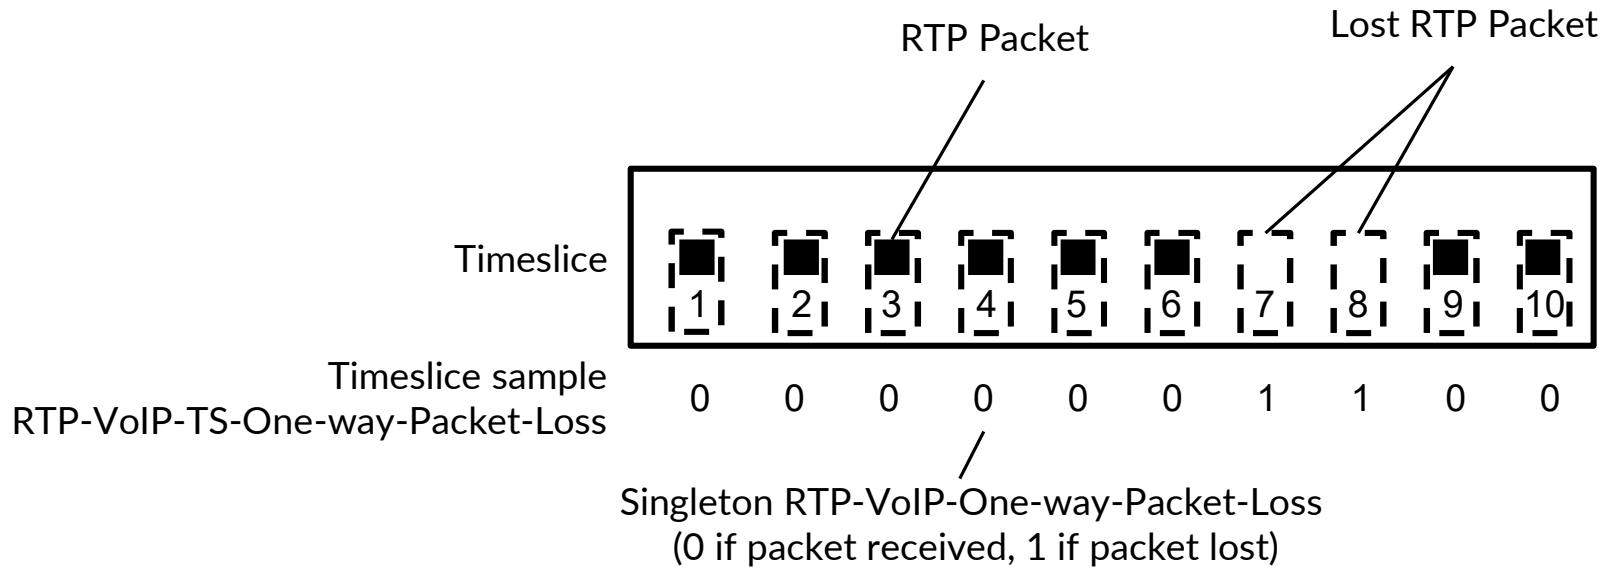 RTP Packet
Lost RTP Packet
Timeslice
1 2 3 4 5 6 7 8 9 10
Timeslice sample
RTP-VoIP-TS-One-way-Packet-Loss
0 0 0 0 0 0 1 1 0 0
Singleton RTP-VoIP-One-way-Packet-Loss
(0 if packet received, 1 if packet lost)